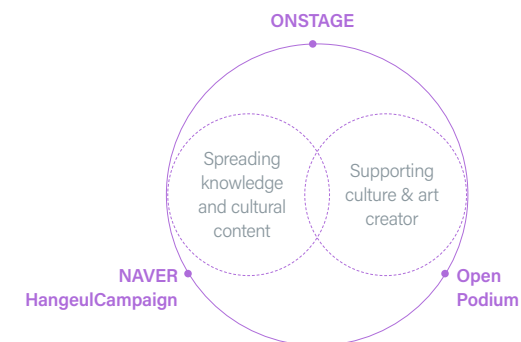 ONSTAGE
Spreading
knowledge
and cultural
content
Supporting
culture & art
creator
NAVER
HangeulCampaign
Open
Podium